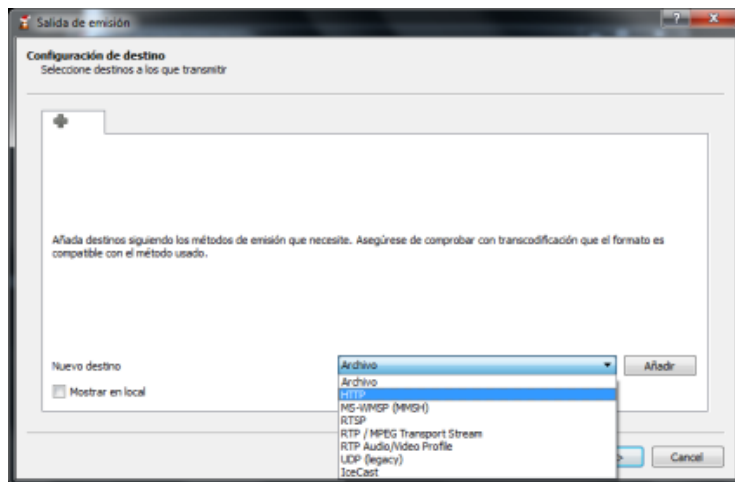 Salida de emisión
Configuración de destino
Seleccione destinos a los que transmitir
Añada destinos siguiendo los métodos de emisión que necesite. Asegúrese de comprobar con transcodificación que el formato es
compatible con el método usado.
Nuevo destino
Archivo
Añadir
Mostrar en local
Archivo
HTTP
MS-WMSP (MMSH)
RTSP
RTP / MPEG Transport Stream
RTP Audio/Video Profile
UDP (legacy)
IceCast
Cancel